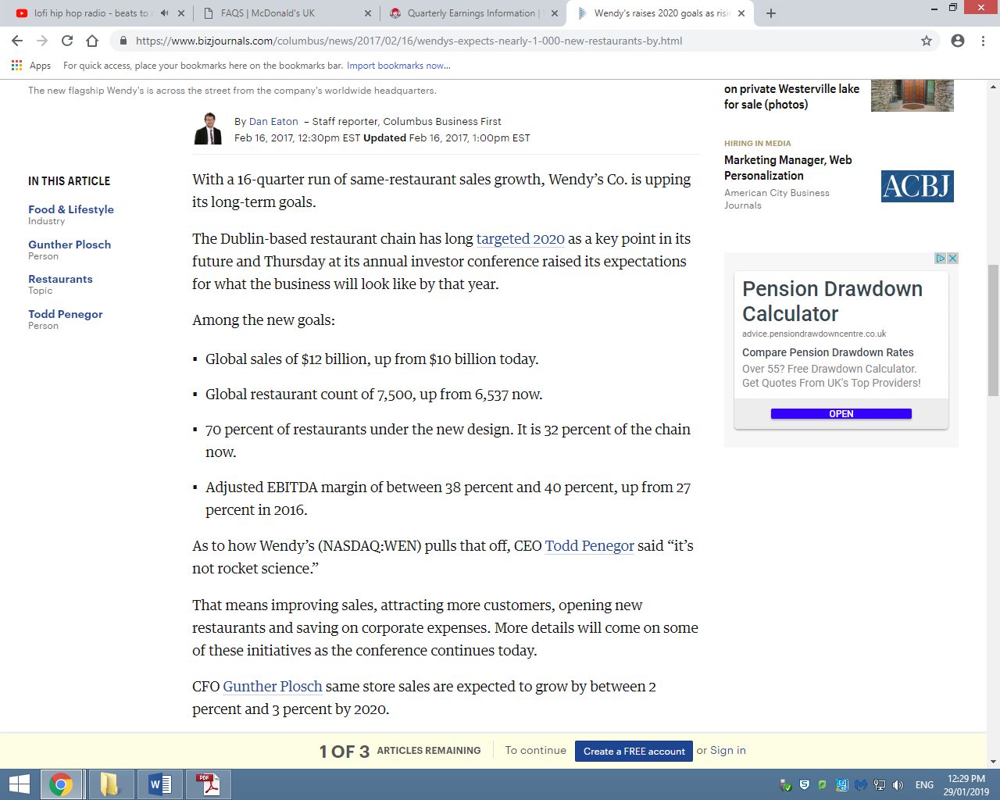 lofi hip hop radio - beats to
FAQS | McDonald's UK
Quarterly Earnings Information |
Wendy's raises 2020 goals as risi
https://www.bizjournals.com/columbus/news/2017/02/16/wendys-expects-nearly-1-000-new-restaurants-by.html
Apps For quick access, place your bookmarks here on the bookmarks bar. Import bookmarks now...
The new flagship Wendy's is across the street from the company's worldwide headquarters.
By Dan Eaton – Staff reporter, Columbus Business First
Feb 16, 2017, 12:30pm EST Updated Feb 16, 2017, 1:00pm EST
IN THIS ARTICLE
Food & Lifestyle
Industry
Gunther Plosch
Person
Restaurants
Topic
Todd Penegor
Person
With a 16-quarter run of same-restaurant sales growth, Wendy’s Co. is upping
its long-term goals.
The Dublin-based restaurant chain has long targeted 2020 as a key point in its
future and Thursday at its annual investor conference raised its expectations
for what the business will look like by that year.
Among the new goals:
▪ Global sales of $12 billion, up from $10 billion today.
▪ Global restaurant count of 7,500, up from 6,537 now.
▪ 70 percent of restaurants under the new design. It is 32 percent of the chain
now.
▪ Adjusted EBITDA margin of between 38 percent and 40 percent, up from 27
percent in 2016.
As to how Wendy’s (NASDAQ:WEN) pulls that off, CEO Todd Penegor said “it’s
not rocket science.”
That means improving sales, attracting more customers, opening new
restaurants and saving on corporate expenses. More details will come on some
of these initiatives as the conference continues today.
CFO Gunther Plosch same store sales are expected to grow by between 2
percent and 3 percent by 2020.
on private Westerville lake
for sale (photos)
HIRING IN MEDIA
Marketing Manager, Web
Personalization
American City Business
Journals
ACBJ
Pension Drawdown
Calculator
advice.pensiondrawdowncentre.co.uk
Compare Pension Drawdown Rates
Over 55? Free Drawdown Calculator.
Get Quotes From UK's Top Providers!
OPEN
1 OF 3 ARTICLES REMAINING To continue Create a FREE account or Sign in
PDF
ENG
12:29 PM
29/01/2019